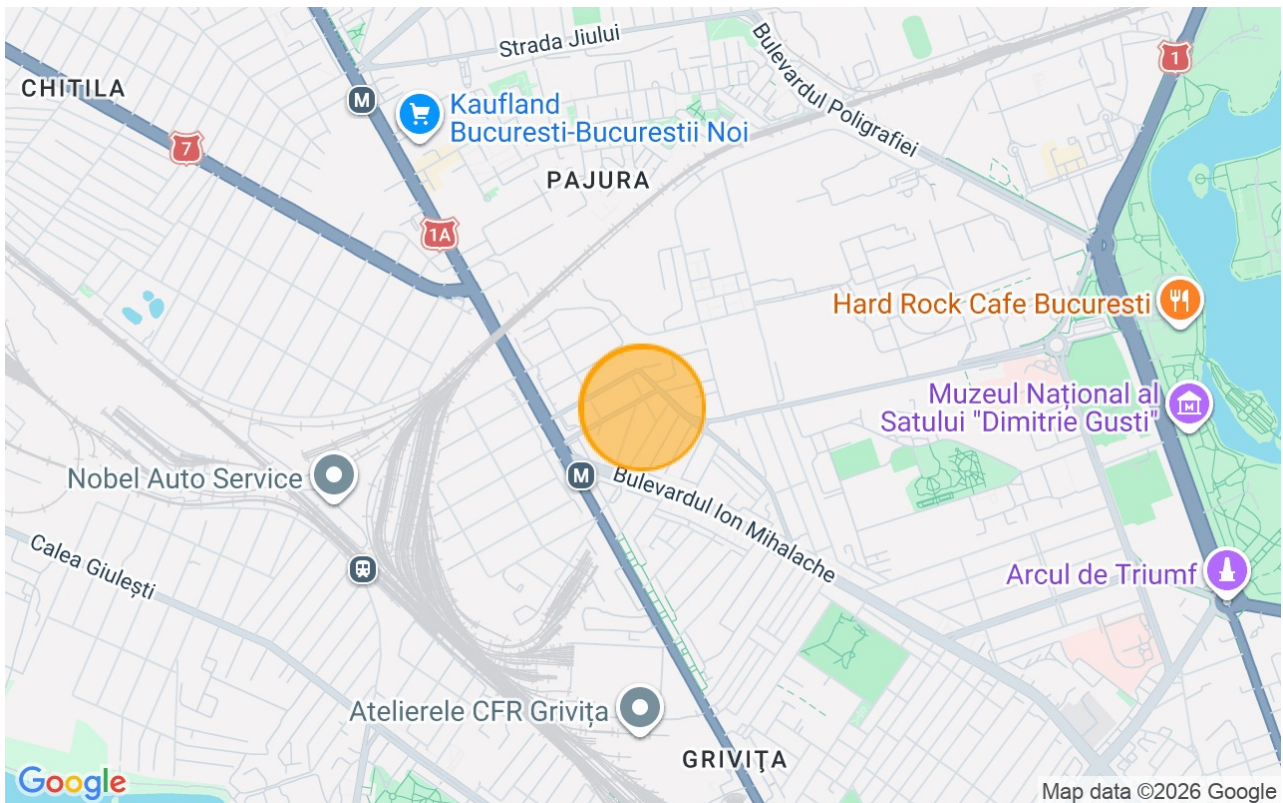 Strada Jiului
Bulevardul Poligrafiei
1
CHITILA
M
Kaufland
Bucuresti-Bucurestii Noi
7
PAJURA
1A
Hard Rock Cafe Bucuresti
Muzeul Național al
Satului "Dimitrie Gusti"
M
Nobel Auto Service
M
Bulevardul Ion Mihalache
Calea Giulești
Arcul de Triumf
Atelierele CFR Grivița
GRIVIŢA
Google
Map data ©2026 Google